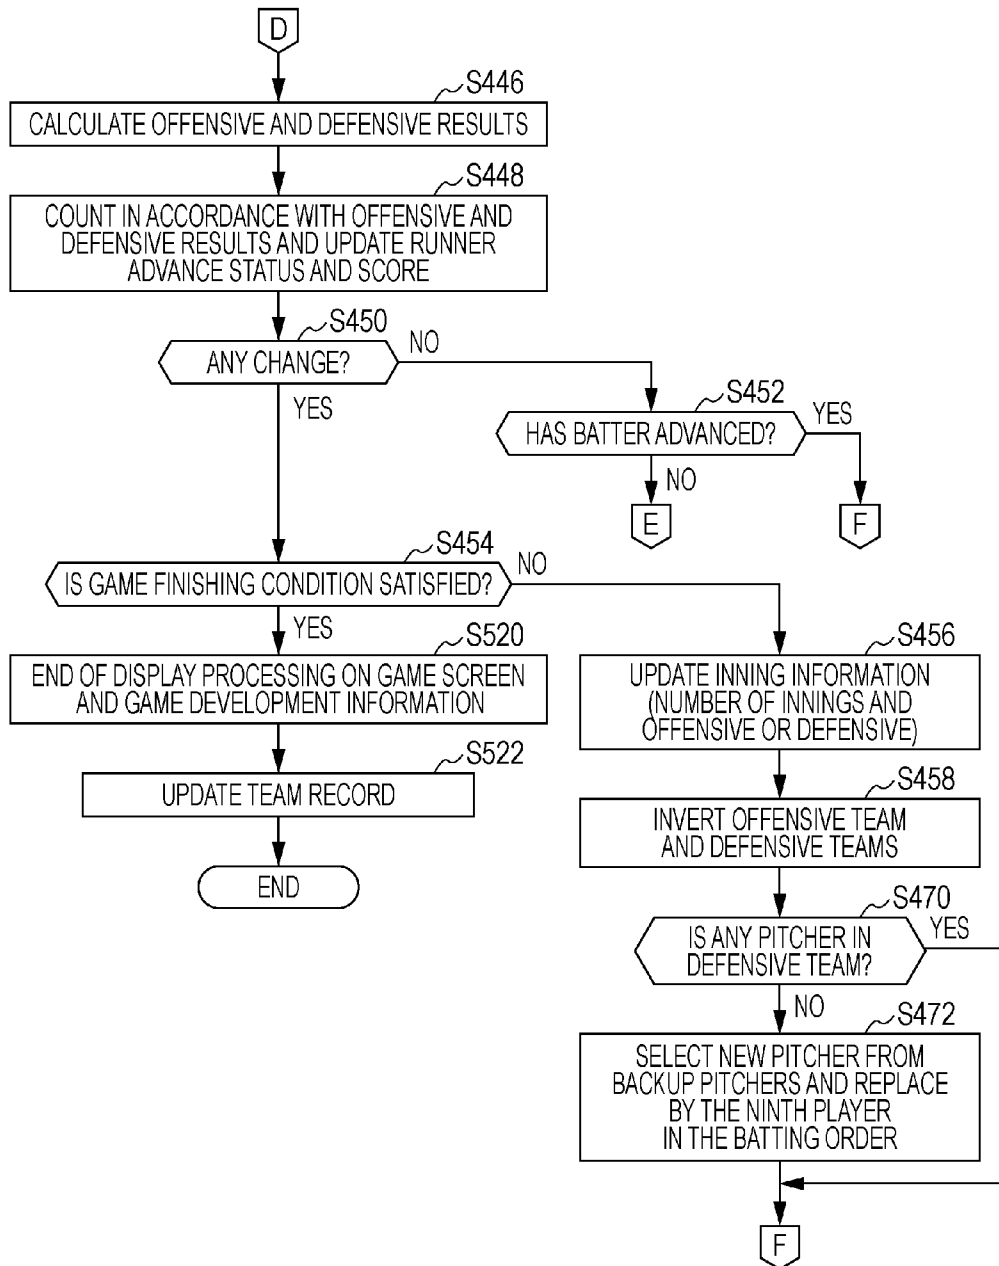 D
S446
CALCULATE OFFENSIVE AND DEFENSIVE RESULTS
S448
COUNT IN ACCORDANCE WITH OFFENSIVE AND
DEFENSIVE RESULTS AND UPDATE RUNNER
ADVANCE STATUS AND SCORE
S450
ANY CHANGE?
NO
YES
S452
HAS BATTER ADVANCED?
YES
NO
E
F
S454
IS GAME FINISHING CONDITION SATISFIED?
NO
YES
S520
END OF DISPLAY PROCESSING ON GAME SCREEN
AND GAME DEVELOPMENT INFORMATION
S522
UPDATE TEAM RECORD
END
S456
UPDATE INNING INFORMATION
(NUMBER OF INNINGS AND
OFFENSIVE OR DEFENSIVE)
S458
INVERT OFFENSIVE TEAM
AND DEFENSIVE TEAMS
S470
IS ANY PITCHER IN
DEFENSIVE TEAM?
YES
NO
S472
SELECT NEW PITCHER FROM
BACKUP PITCHERS AND REPLACE
BY THE NINTH PLAYER
IN THE BATTING ORDER
F